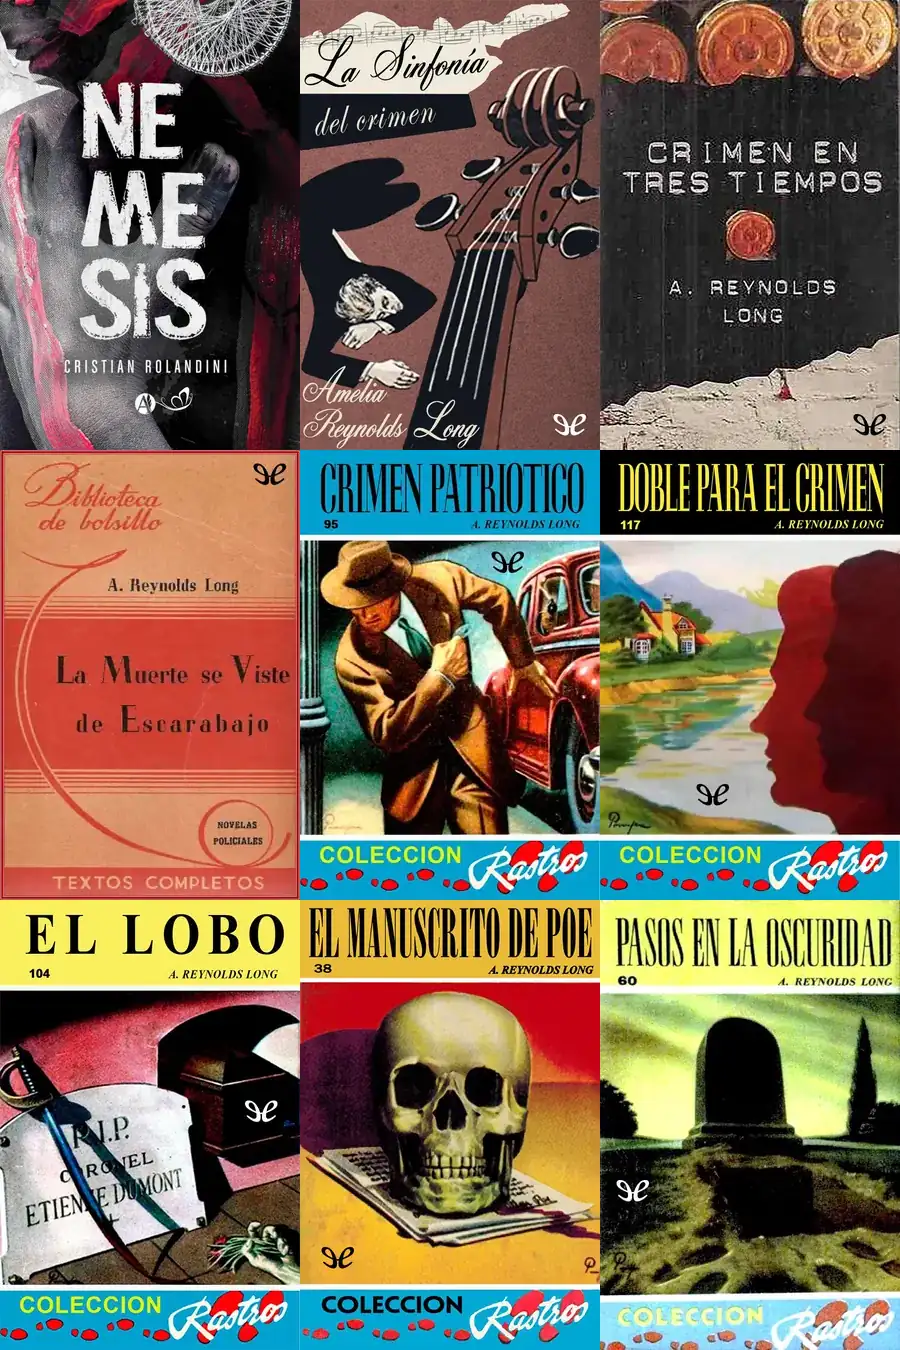 NE
ME
SIS
CRISTIAN ROLANDINI
La Sinfonía
del crimen
Amelia
Reynolds Long
CRIMEN EN
TRES TIEMPOS
A. REYNOLDS
LONG
Biblioteca
de bolsillo
A. Reynolds Long
La Muerte se Viste
de Escarabajo
NOVELAS
POLICIALES
TEXTOS COMPLETOS
CRIMEN PATRIOTICO
95 A. REYNOLDS LONG
COLECCION Rastros
DOBLE PARA EL CRIMEN
117 A. REYNOLDS LONG
COLECCION Rastros
EL LOBO
104 A. REYNOLDS LONG
R.I.P.
CORONEL
ETIENNE DUMONT
COLECCION Rastros
EL MANUSCRITO DE POE
38 A. REYNOLDS LONG
COLECCION Rastros
PASOS EN LA OSCURIDAD
60 A. REYNOLDS LONG
COLECCION Rastros